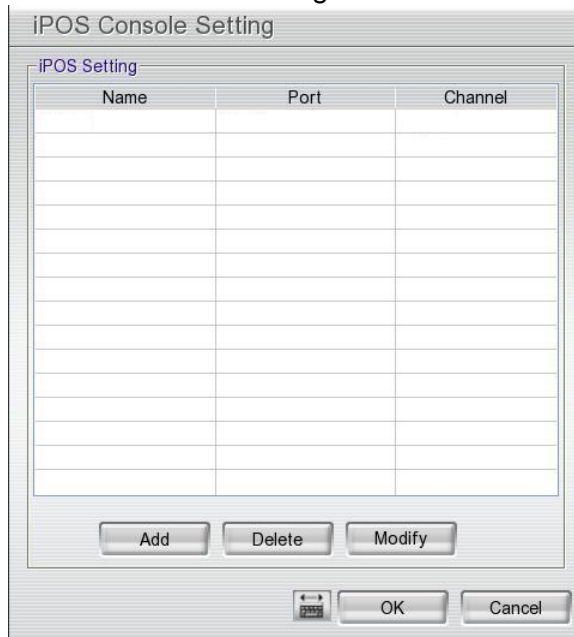 iPOS Console Setting
iPOS Setting
Name Port Channel
Add Delete Modify
OK Cancel